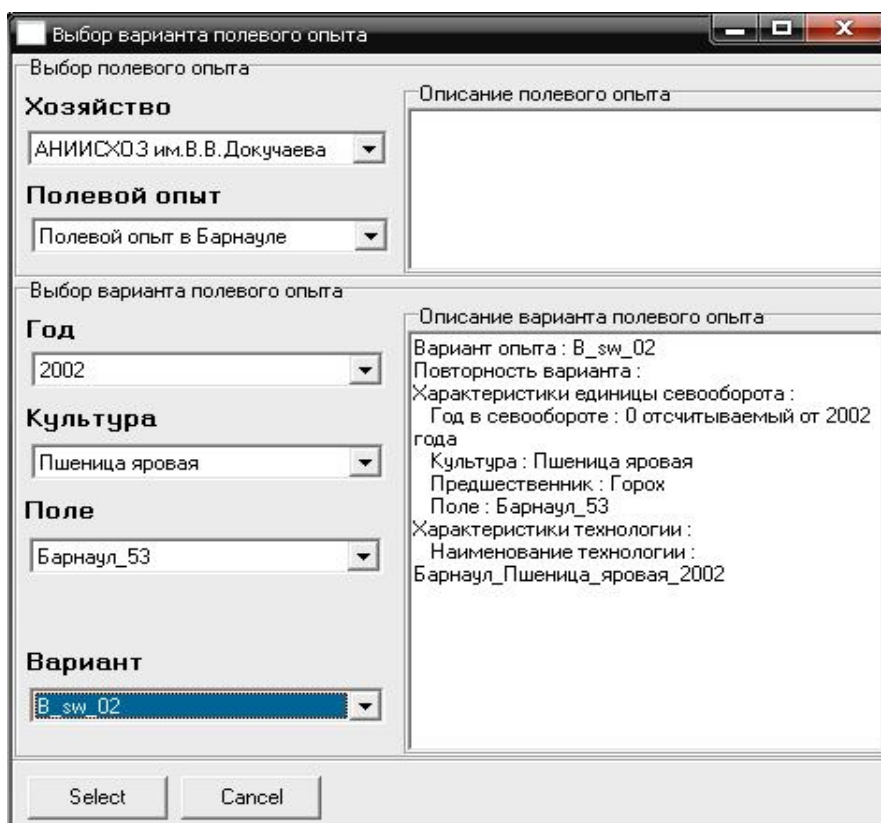 Выбор варианта полевого опыта
Выбор полевого опыта
Хозяйство
АНИИСХОЗ им.В.В.Докучаева
Полевой опыт
Полевой опыт в Барнауле
Описание полевого опыта
Выбор варианта полевого опыта
Год
2002
Культура
Пшеница яровая
Поле
Барнаул_53
Вариант
B_sw_02
Описание варианта полевого опыта
Вариант опыта : B_sw_02
Повторность варианта :
Характеристики единицы севооборота :
Год в севообороте : 0 отсчитываемый от 2002
года
Культура : Пшеница яровая
Предшественник : Горох
Поле : Барнаул_53
Характеристики технологии :
Наименование технологии :
Барнаул_Пшеница_яровая_2002
Select
Cancel